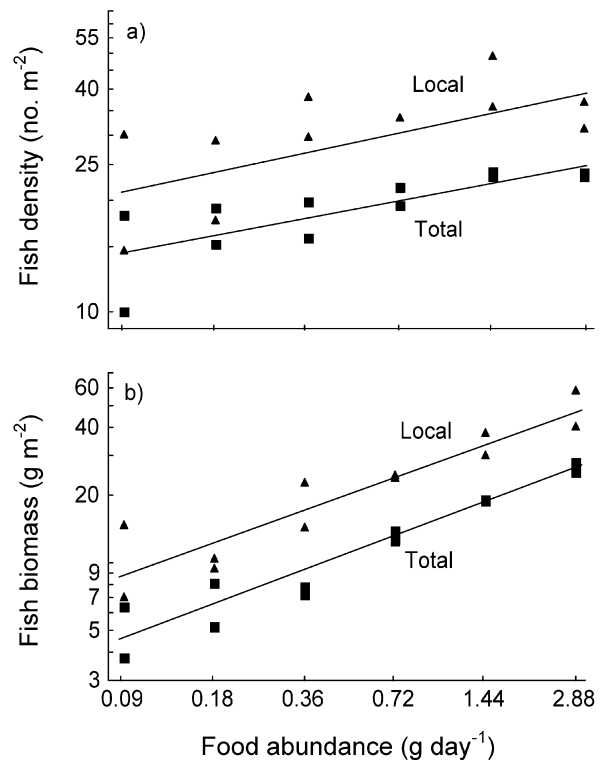 a)
Fish density (no. m-2)
55
40
25
10
Local
Total
b)
Fish biomass (g m-2)
60
40
20
9
7
5
3
Local
Total
0.09 0.18 0.36 0.72 1.44 2.88
Food abundance (g day-1)